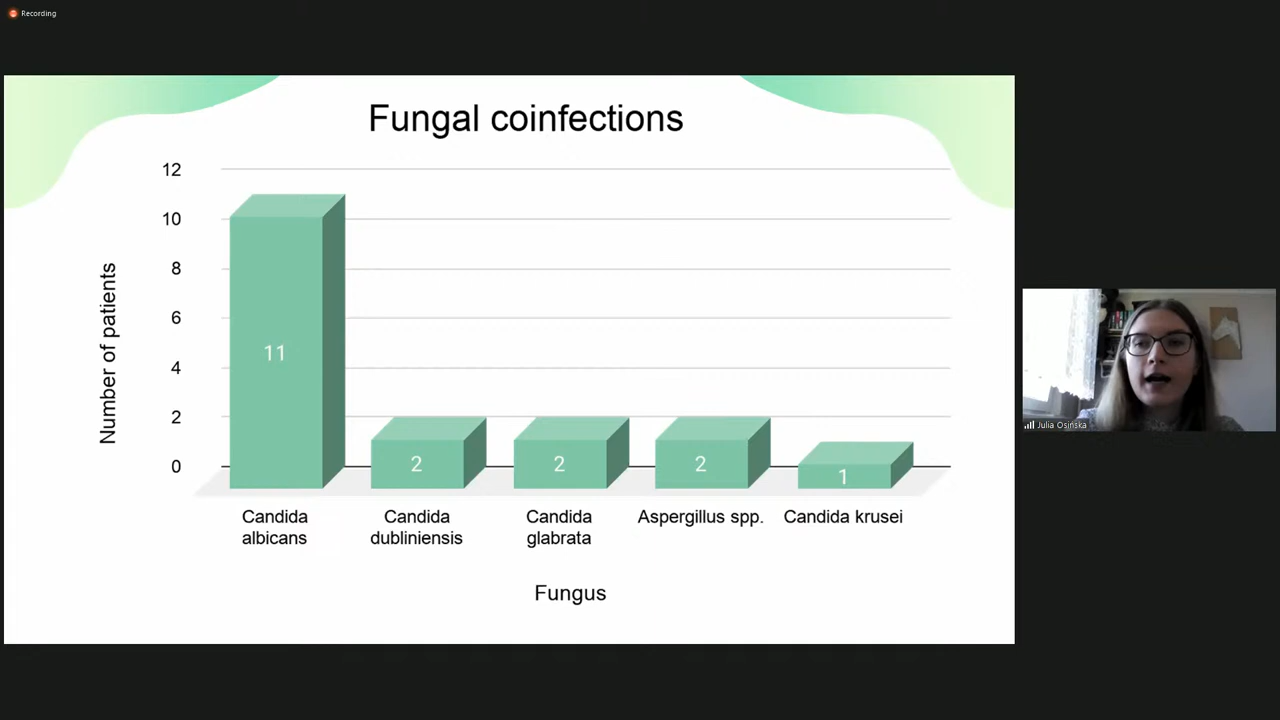 Recording
Fungal coinfections
12
10
8
6
4
2
0
Number of patients
11
2
2
2
1
Candida albicans
Candida dubliniensis
Candida glabrata
Aspergillus spp.
Candida krusei
Fungus
Julia Osińska